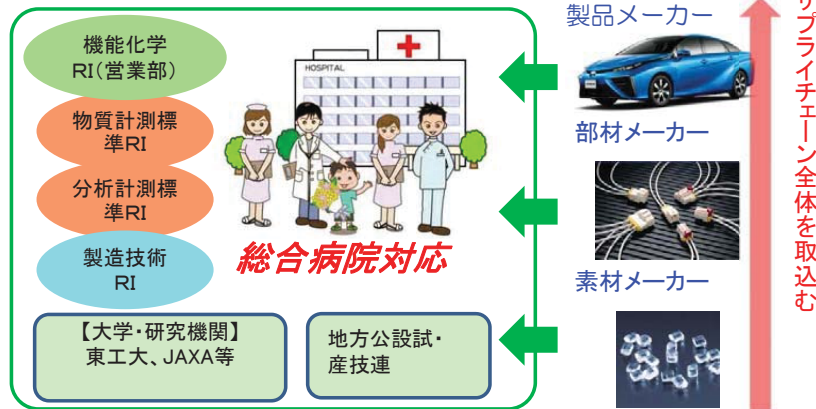 機能化学
RI(営業部)
物質計測標
準RI
分析計測標
準RI
製造技術
RI
HOSPITAL
総合病院対応
【大学・研究機関】
東工大、JAXA等
地方公設試・
産技連
製品メーカー
部材メーカー
素材メーカー
サプライチェーン全体を取込む